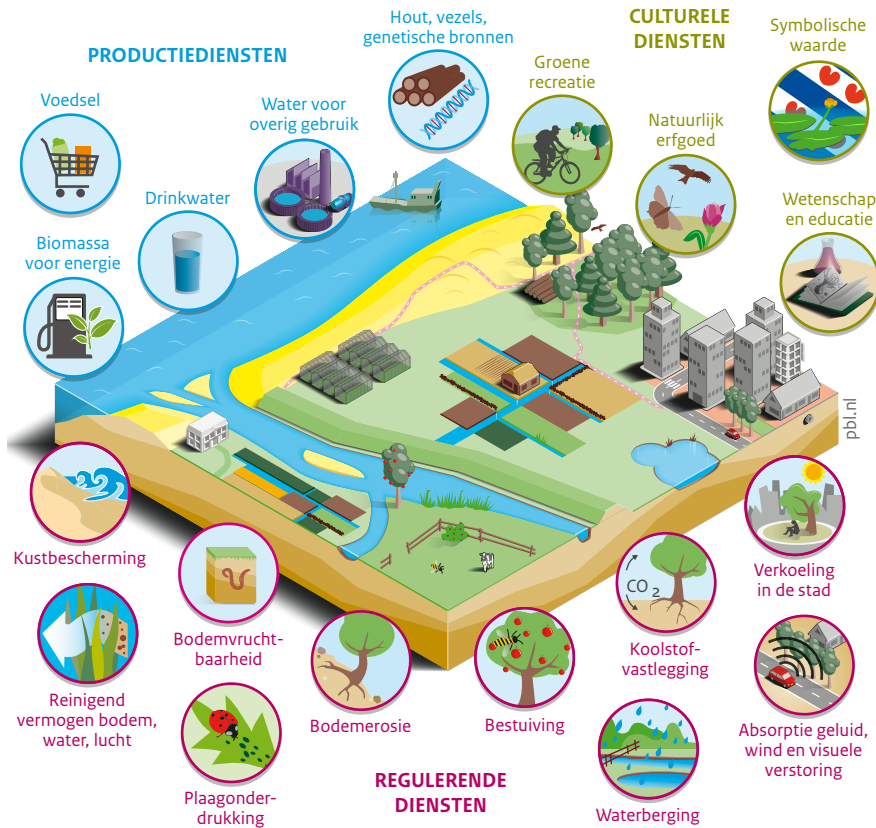 PRODUCTIEDIENSTEN
Voedsel
Biomassa
voor energie
Drinkwater
Water voor
overig gebruik
Hout, vezels,
genetische bronnen
CULTURELE
DIENSTEN
Groene
recreatie
Natuurlijk
erfgoed
Symbolische
waarde
Wetenschap
en educatie
pbl.nl
Kustbescherming
Reinigend
vermogen bodem,
water, lucht
Bodemvrucht-
baarheid
Plaagonder-
drukking
Bodemerosie
REGULERENDE
DIENSTEN
Bestuiving
CO2
Koolstof-
vastlegging
Waterberging
Verkoeling
in de stad
Absorptie geluid,
wind en visuele
verstoring